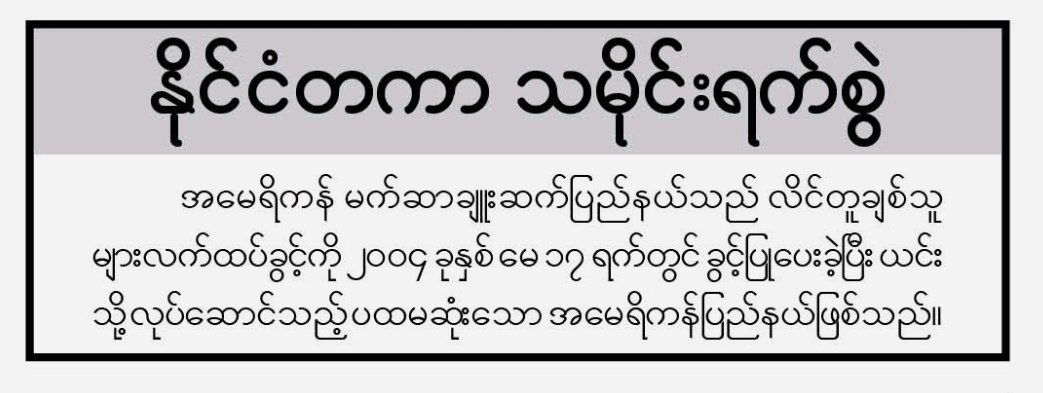 နိုင်ငံတကာ သမိုင်းရက်စွဲ
အမေရိကန် မက်ဆာချူးဆက်ပြည်နယ်သည် လိင်တူချစ်သူ
များလက်ထပ်ခွင့်ကို ၂၀၀၄ ခုနှစ် မေ ၁၇ ရက်တွင် ခွင့်ပြုပေးခဲ့ပြီး ယင်း
သို့လုပ်ဆောင်သည့်ပထမဆုံးသော အမေရိကန်ပြည်နယ်ဖြစ်သည်။